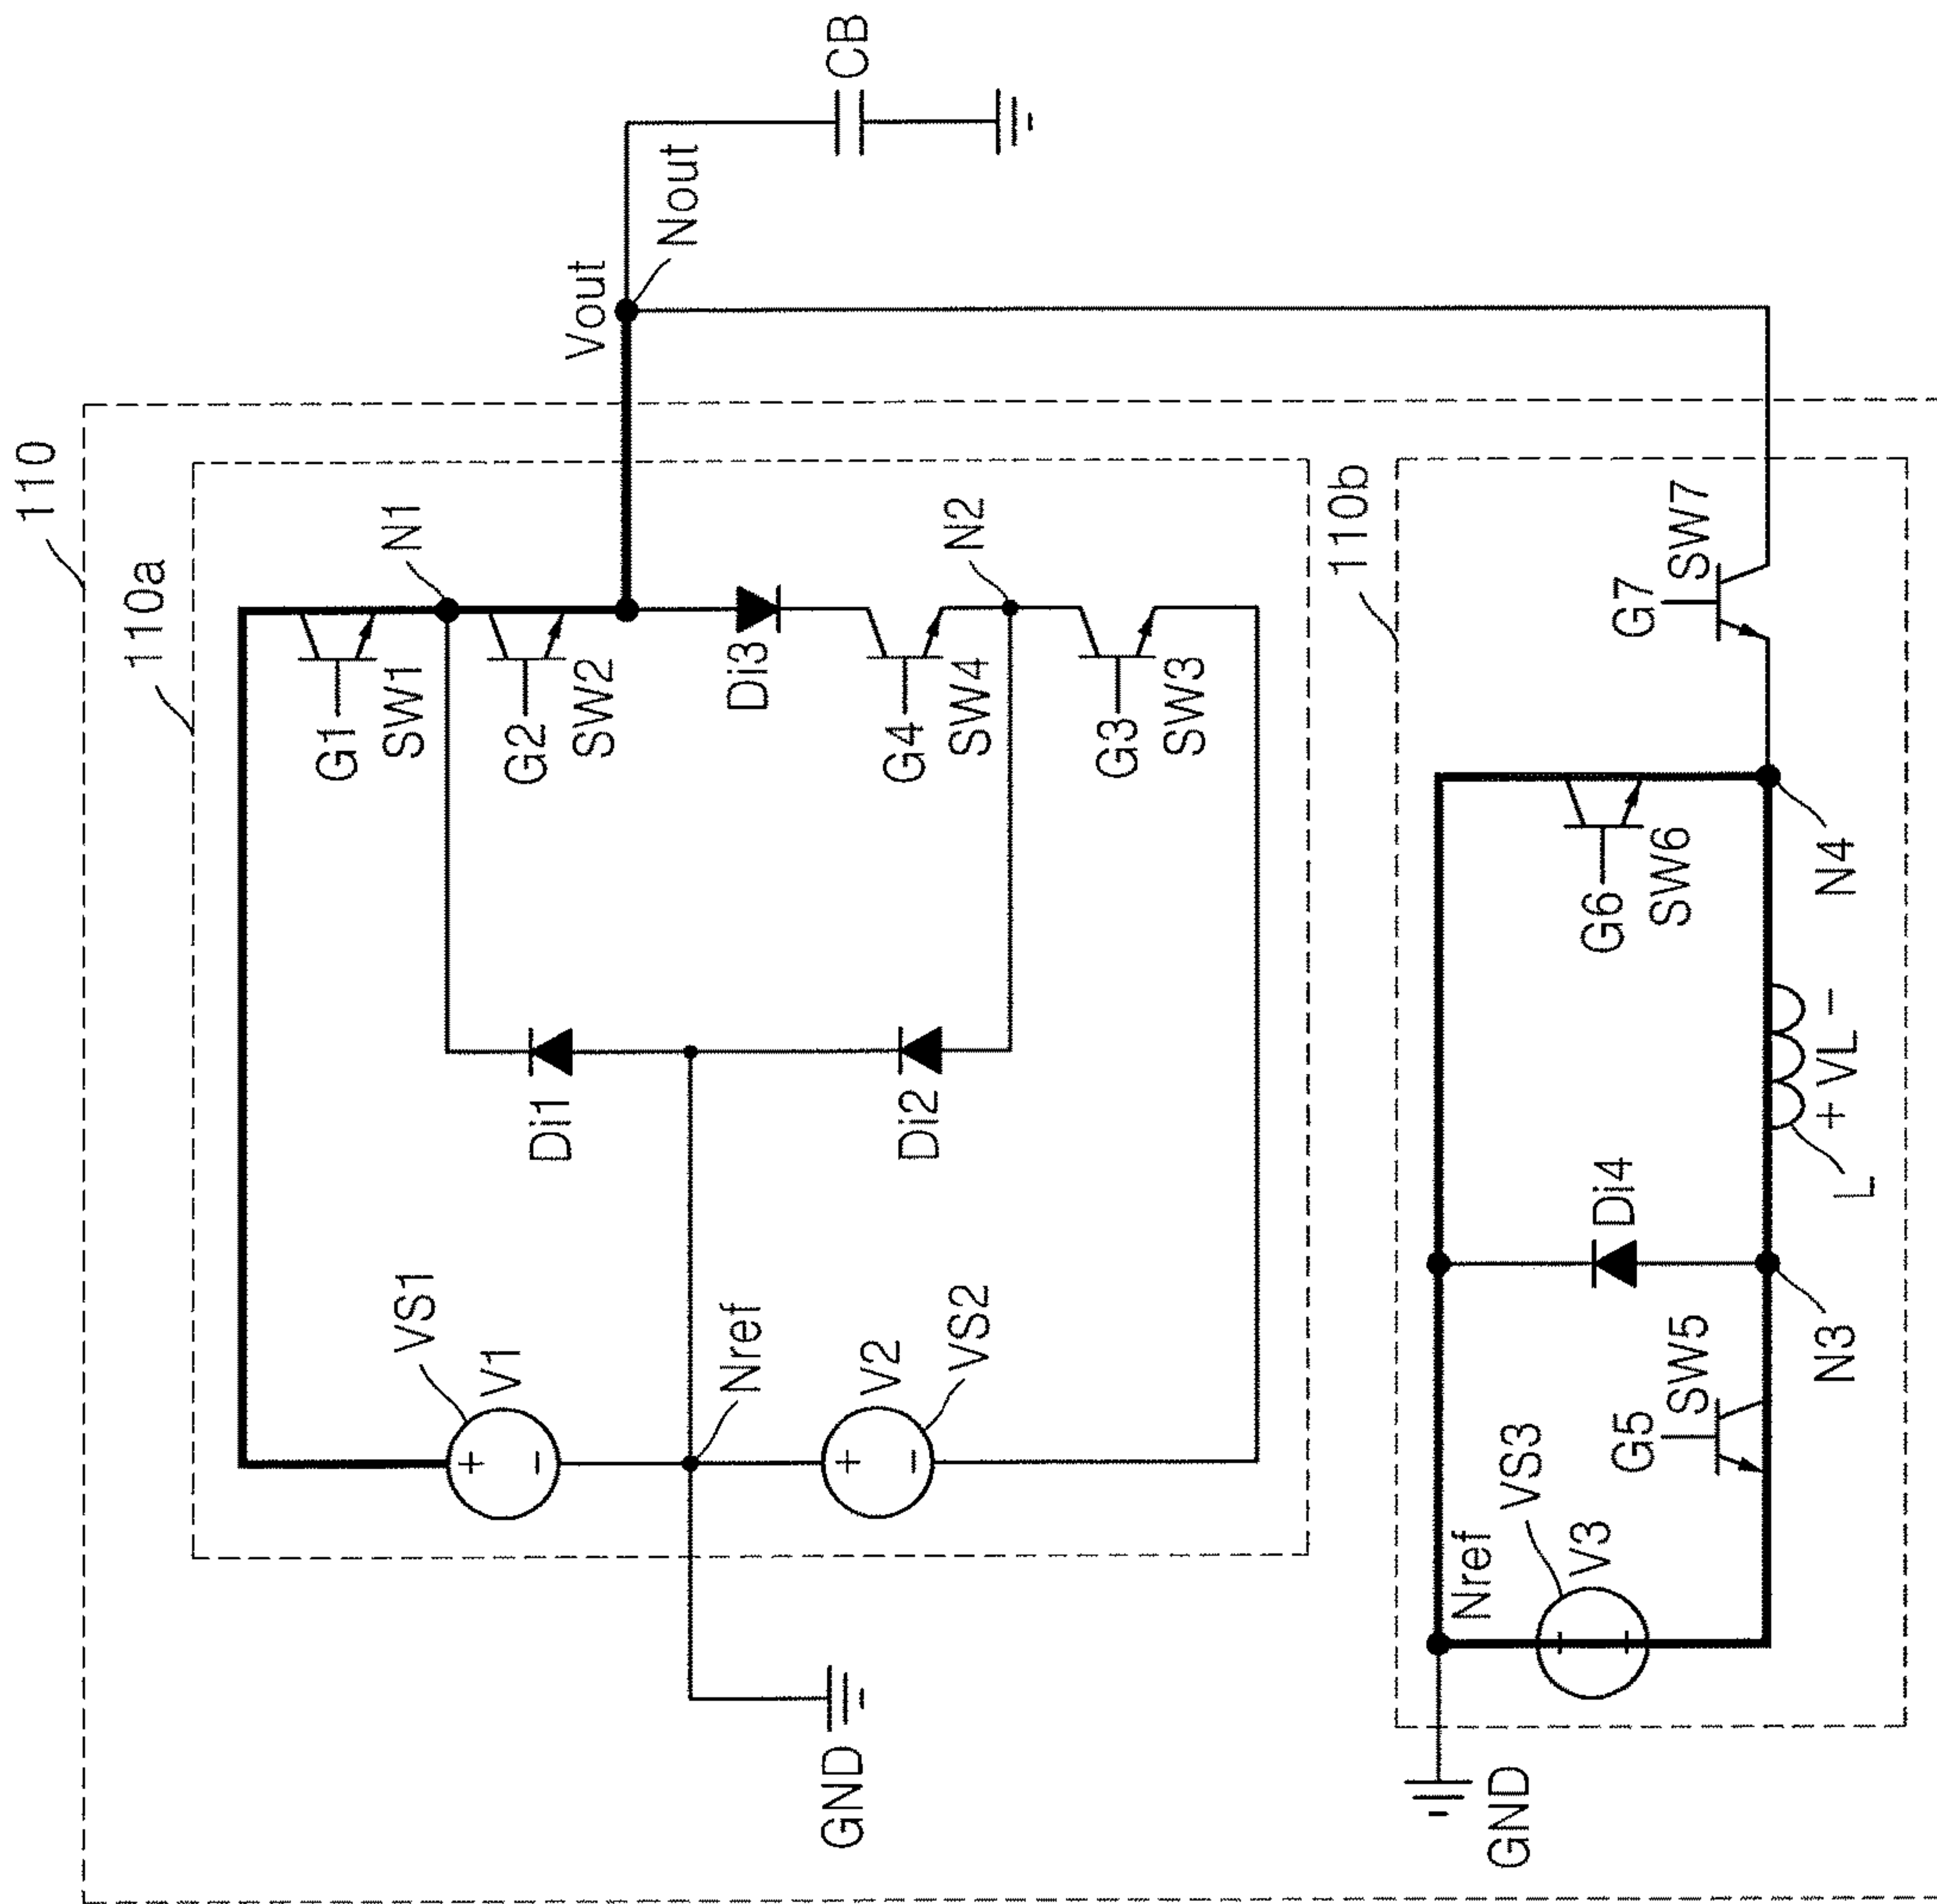 110
110a
G1
SW1
N1
G2
SW2
Vout
Nout
CB
Di3
G4
SW4
N2
G3
SW3
Di1
Di2
VS1
V1
+
-
Nref
V2
VS2
+
-
GND
110b
G7
SW7
G6
SW6
N4
Di4
+ VL -
L
G5
SW5
N3
VS3
V3
Nref
GND